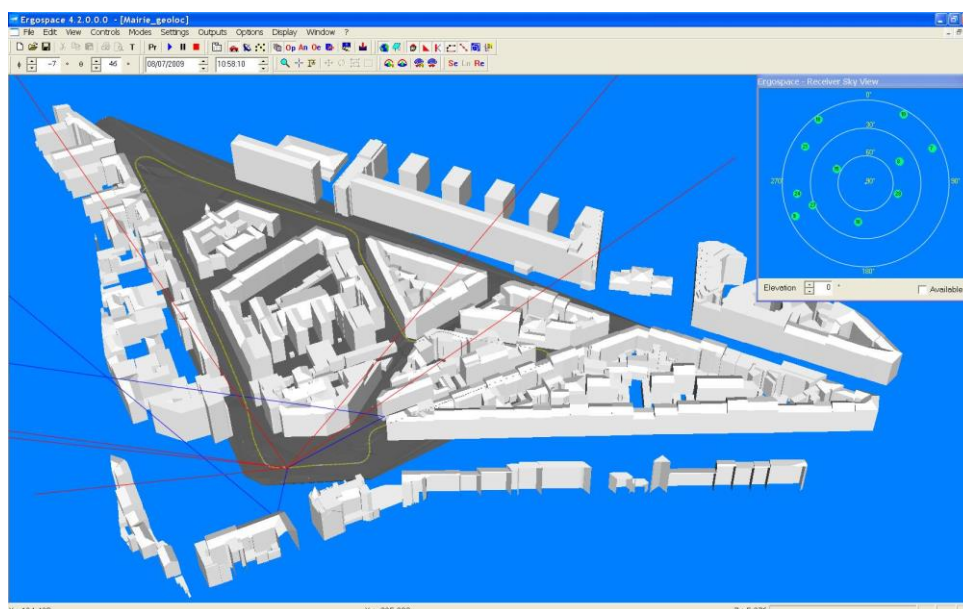 Ergospace 4.2.0.0.0 - [Mairie_geoloc]
File Edit View Controls Modes Settings Outputs Options Display Window ?
T Pr Op An Oe
ϕ -7 ° θ 46 ° 08/07/2009 10:58:10 Se Ln Re
Ergospace - Receiver Sky View
0°
30°
60°
270° 90° 90°
180°
Elevation 0 ° Available